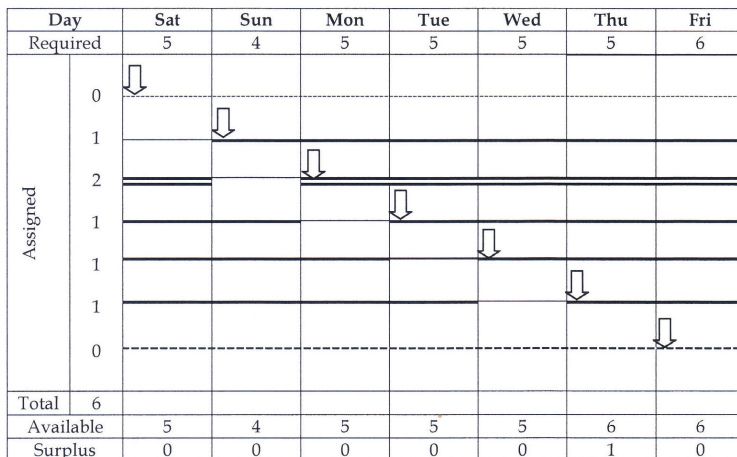 Day Sat Sun Mon Tue Wed Thu Fri
Required 5 4 5 5 5 5 6
Assigned
0
1
2
1
1
1
0
Total 6
Available 5 4 5 5 5 6 6
Surplus 0 0 0 0 0 1 0